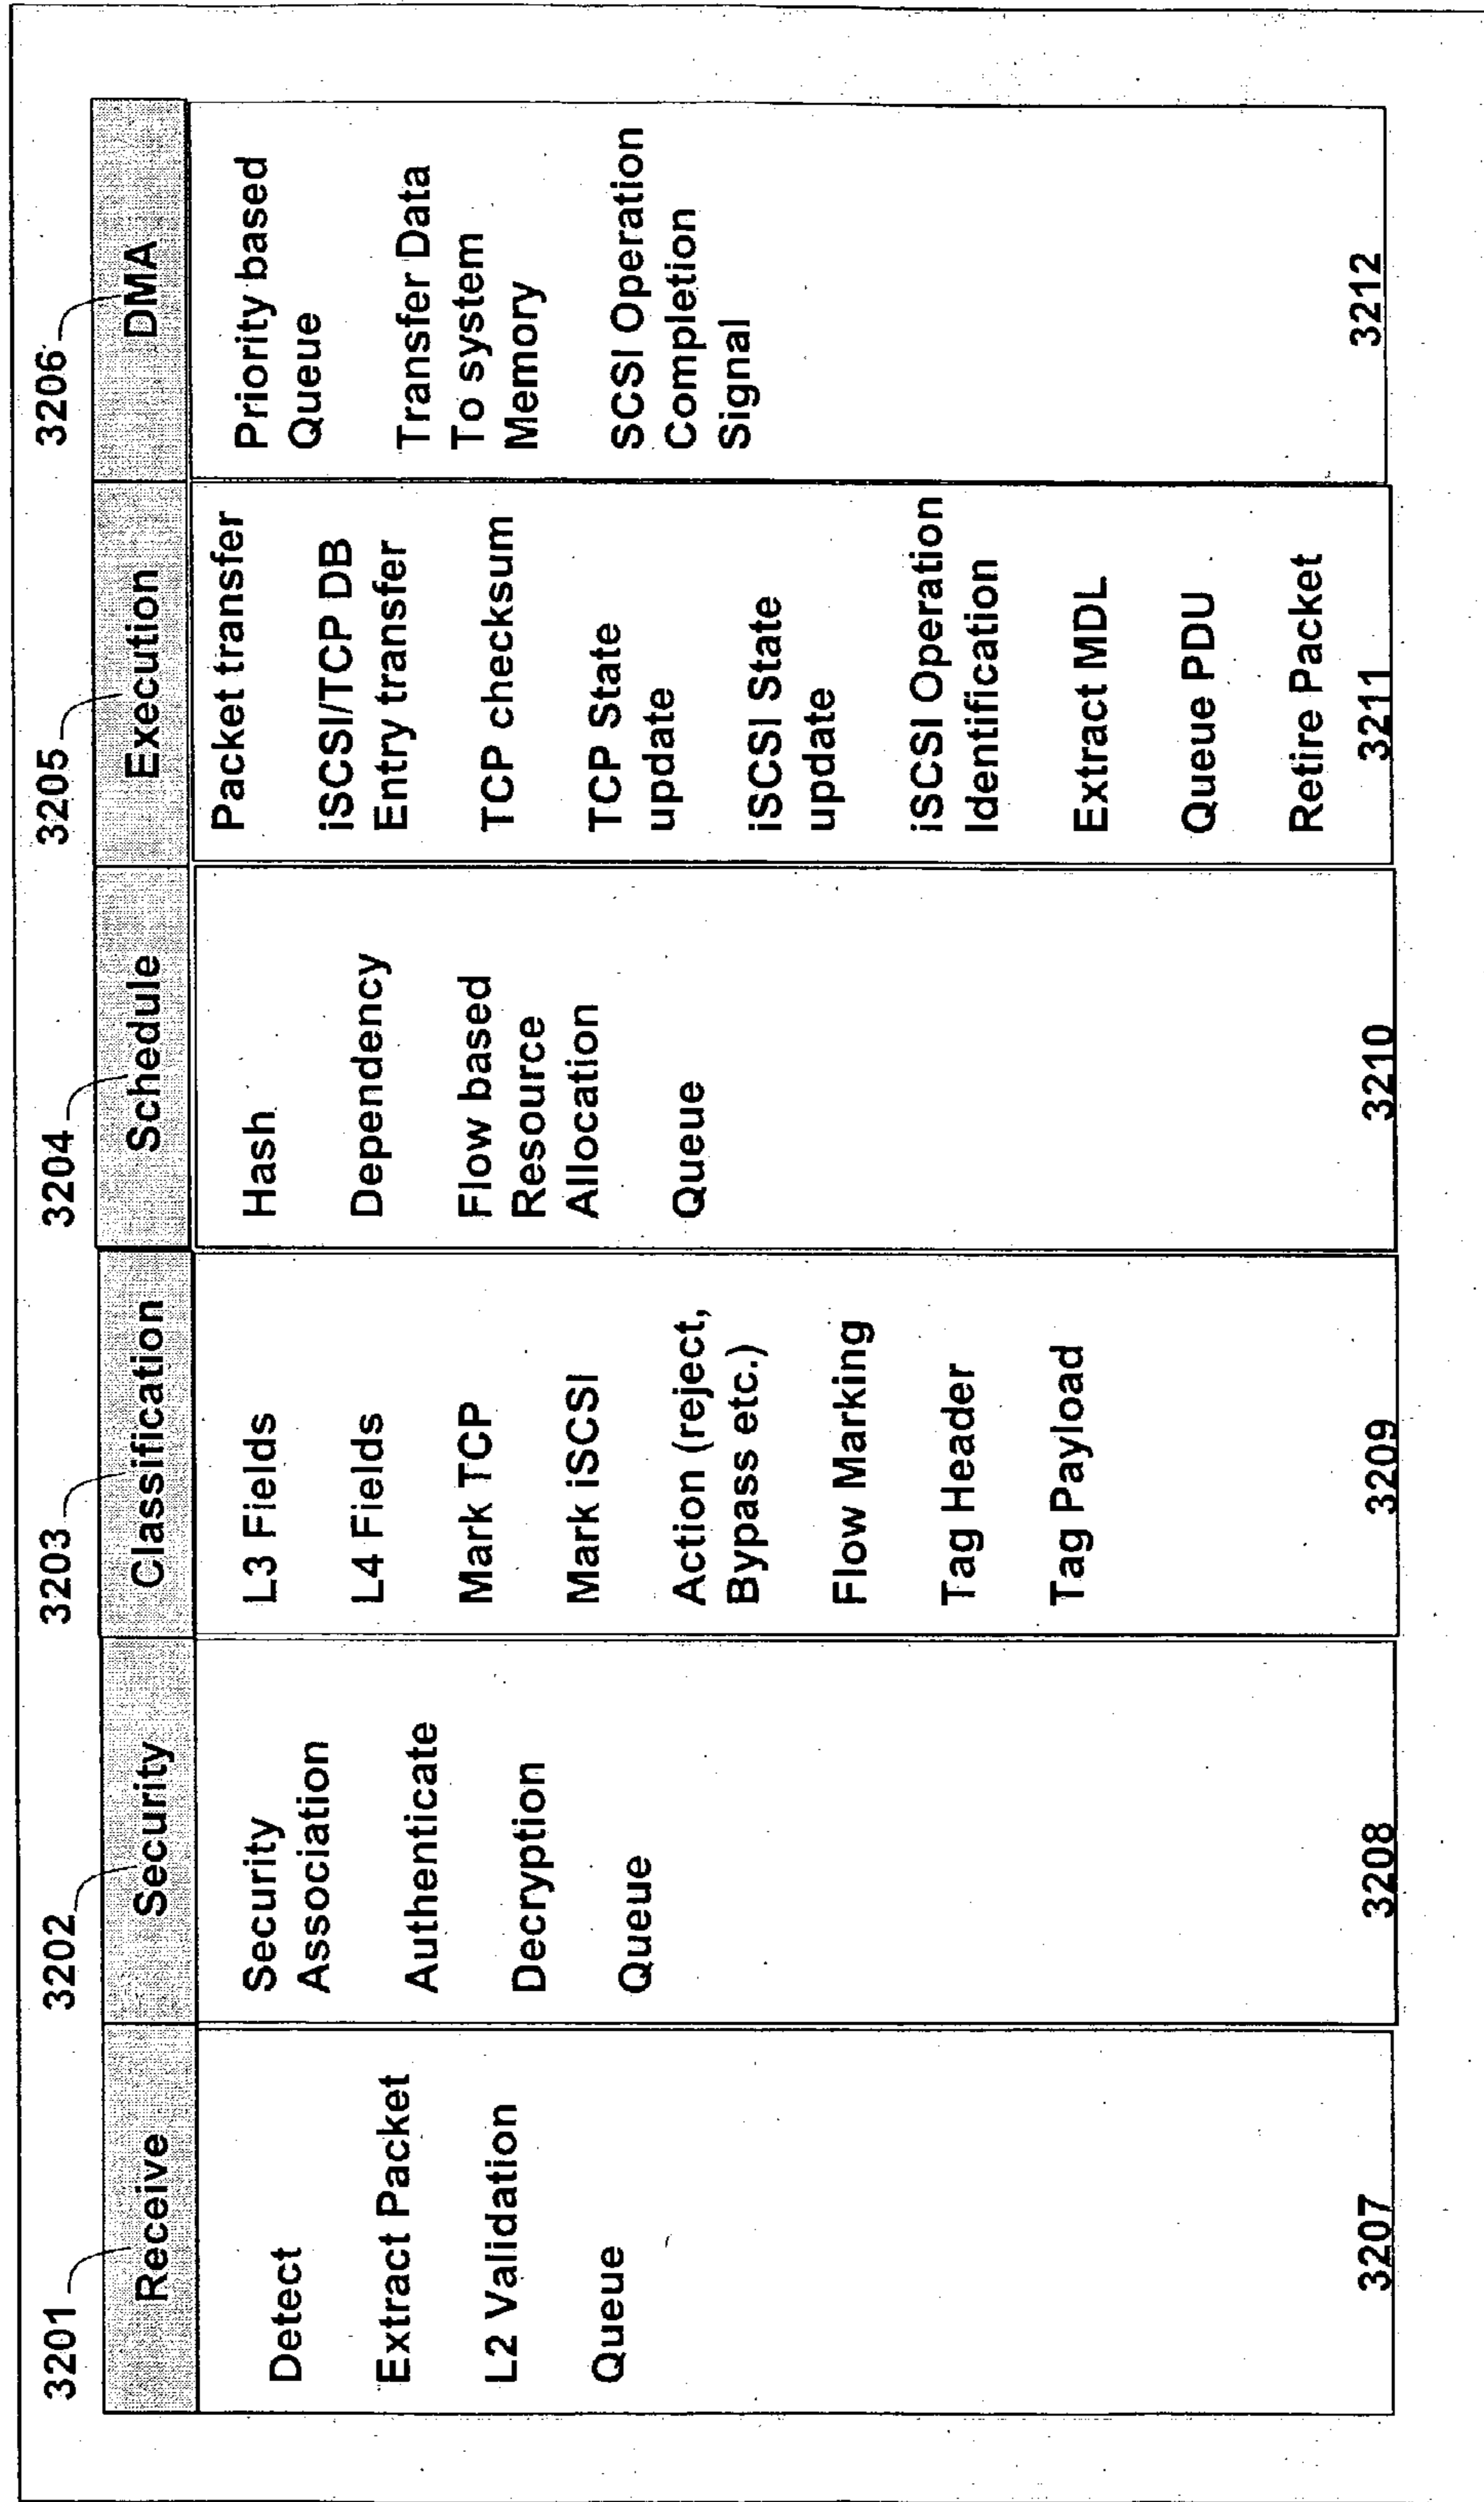 3201
Receive
Detect
Extract Packet
L2 Validation
Queue
3207
3202
Security
Security
Association
Authenticate
Decryption
Queue
3208
3203
Classification
L3 Fields
L4 Fields
Mark TCP
Mark iSCSI
Action (reject,
Bypass etc.)
Flow Marking
Tag Header
Tag Payload
3209
3204
Schedule
Hash
Dependency
Flow based
Resource
Allocation
Queue
3210
3205
Execution
Packet transfer
iSCSI/TCP DB
Entry transfer
TCP checksum
TCP State
update
iSCSI State
update
iSCSI Operation
Identification
Extract MDL
Queue PDU
Retire Packet
3211
3206
DMA
Priority based
Queue
Transfer Data
To system
Memory
SCSI Operation
Completion
Signal
3212